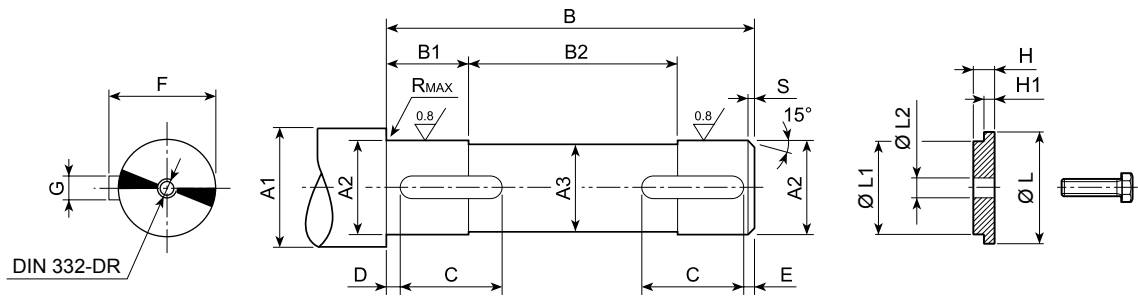 B
B1
B2
H
F
RMAX
S
H1
0.8
0.8
15°
Ø L2
G
A1
A2
A3
A2
Ø L1
Ø L
DIN 332-DR
D
C
C
E